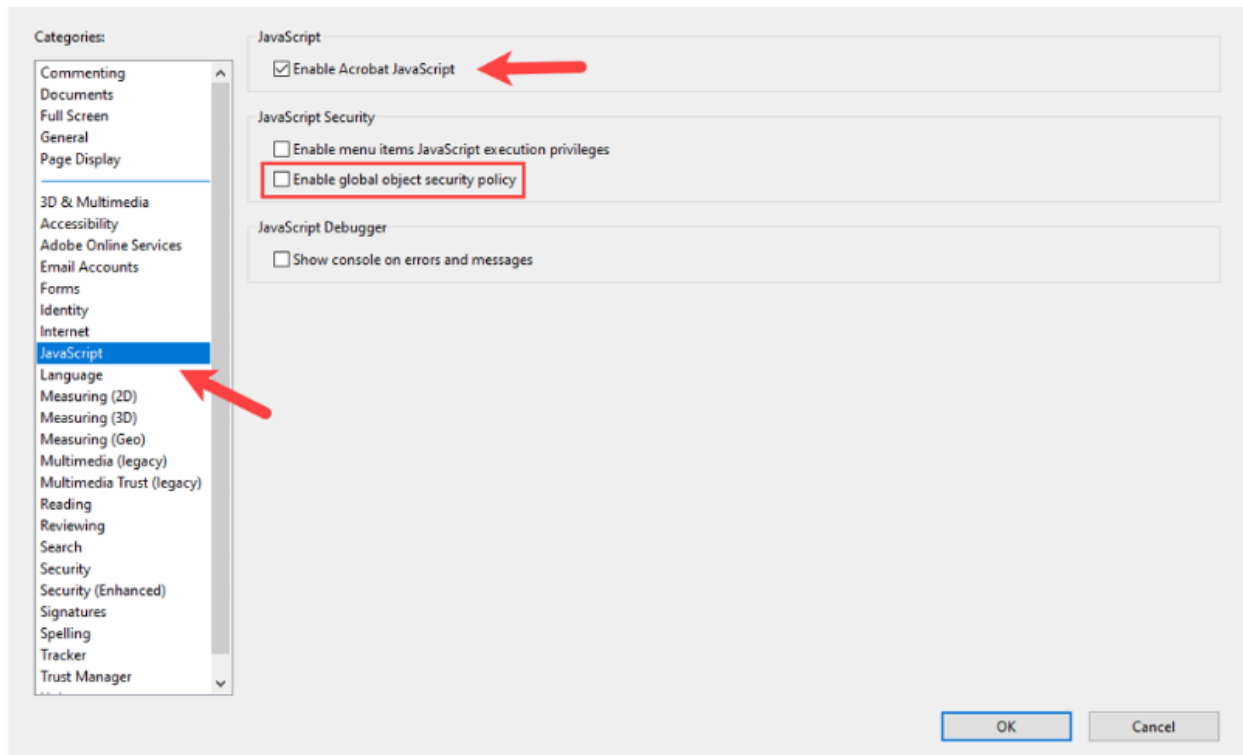 Categories:
Commenting
Documents
Full Screen
General
Page Display
3D & Multimedia
Accessibility
Adobe Online Services
Email Accounts
Forms
Identity
Internet
JavaScript
Language
Measuring (2D)
Measuring (3D)
Measuring (Geo)
Multimedia (legacy)
Multimedia Trust (legacy)
Reading
Reviewing
Search
Security
Security (Enhanced)
Signatures
Spelling
Tracker
Trust Manager
JavaScript
Enable Acrobat JavaScript
JavaScript Security
Enable menu items JavaScript execution privileges
Enable global object security policy
JavaScript Debugger
Show console on errors and messages
OK
Cancel